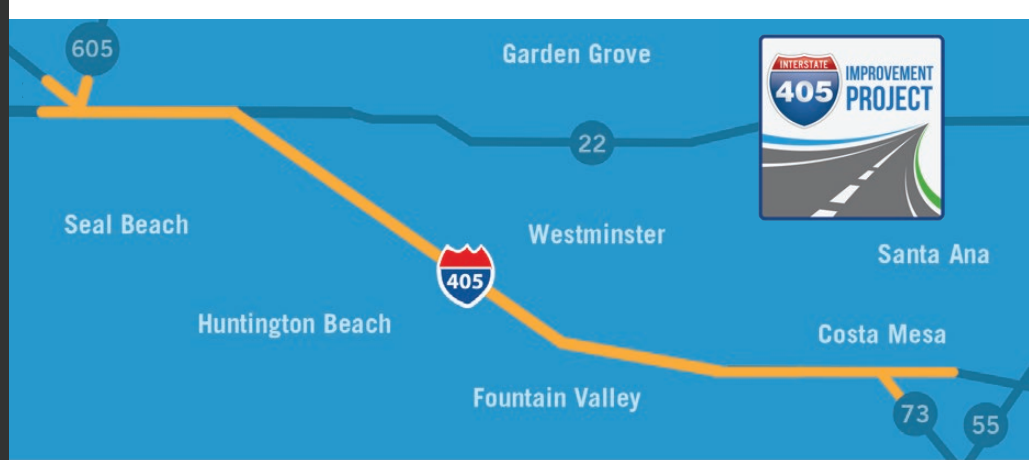 605
Garden Grove
INTERSTATE
405
IMPROVEMENT
PROJECT
22
Seal Beach
Westminster
Santa Ana
405
Huntington Beach
Costa Mesa
Fountain Valley
73
55